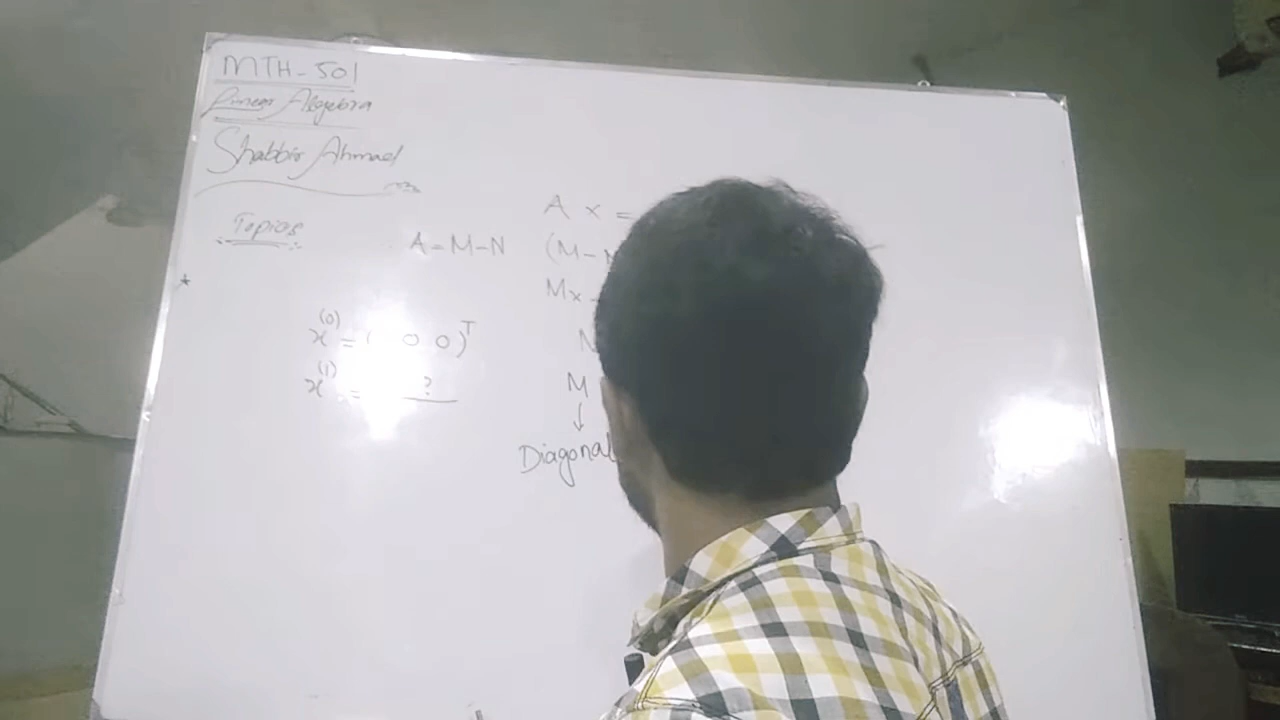 MTH-501
Linear Algebra
Shabbir Ahmad
Topics
*
A x =
A = M - N (M -
Mx -
x^(0) = ( 0 0)^T
x^(1) = ?
M
↓
Diagonal